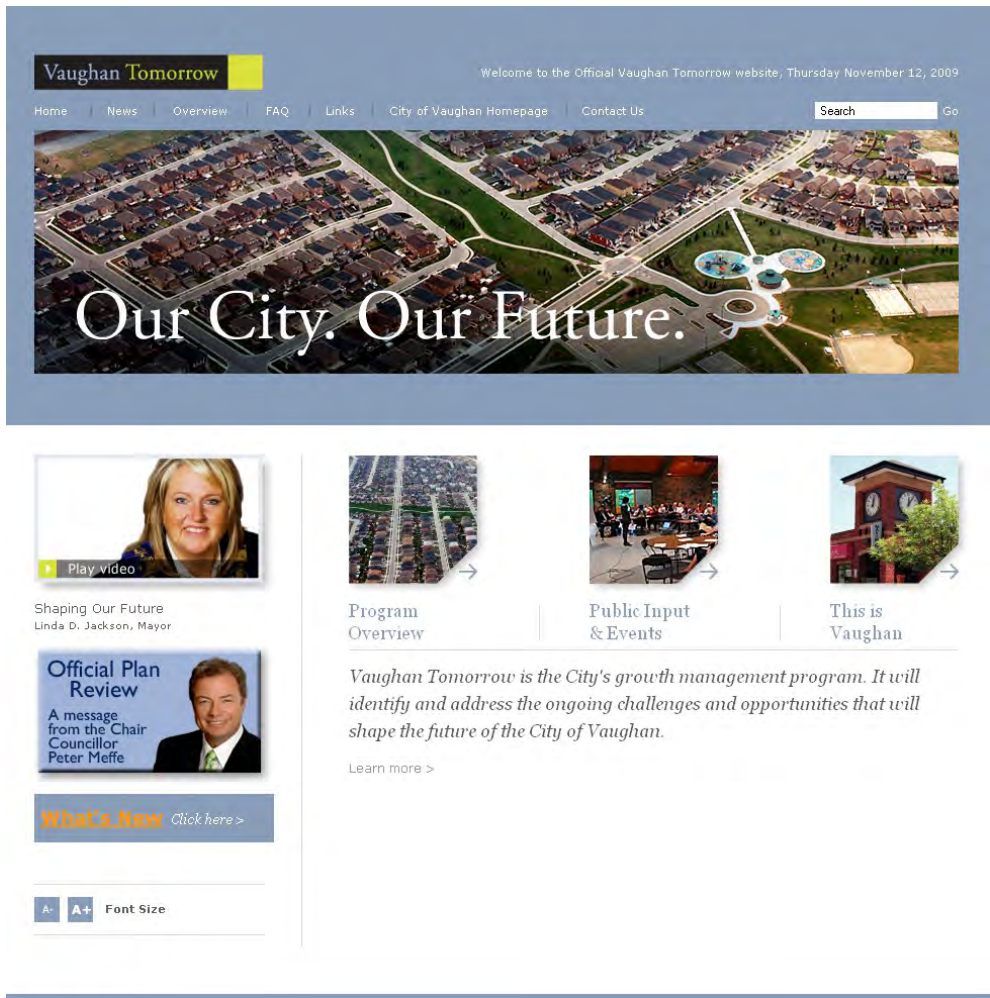 Vaughan Tomorrow
Welcome to the Official Vaughan Tomorrow website, Thursday November 12, 2009
Home | News | Overview | FAQ | Links | City of Vaughan Homepage | Contact Us
Search Go
Our City. Our Future.
Play video
Shaping Our Future
Linda D. Jackson, Mayor
Official Plan
Review
A message
from the Chair
Councillor
Peter Meffe
What's New Click here >
A- A+ Font Size
Program
Overview
Public Input
& Events
This is
Vaughan
Vaughan Tomorrow is the City's growth management program. It will
identify and address the ongoing challenges and opportunities that will
shape the future of the City of Vaughan.
Learn more >